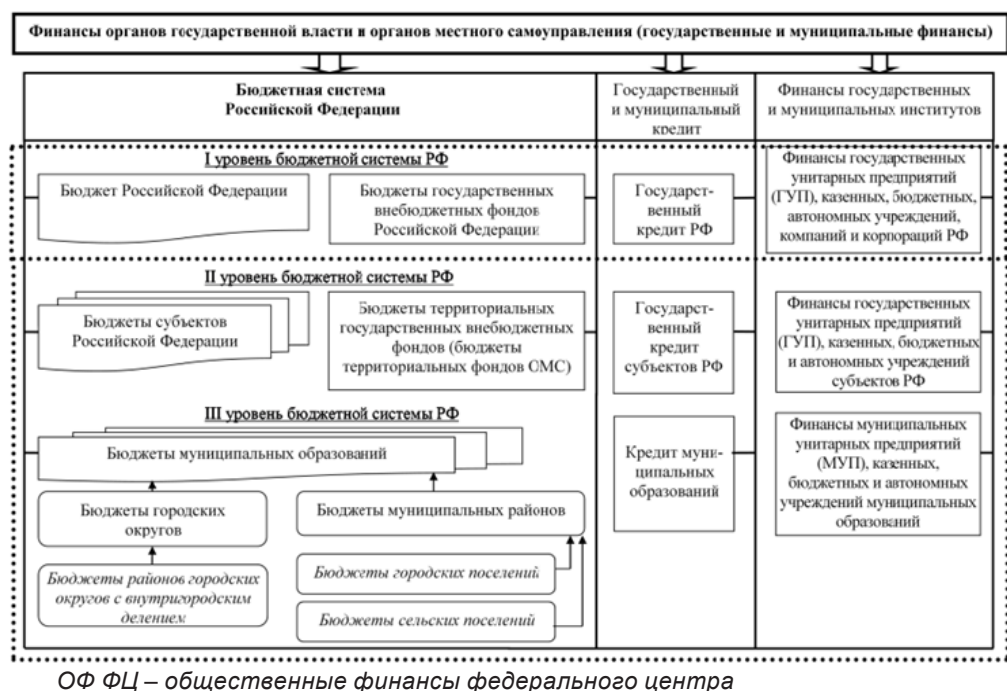 Финансы органов государственной власти и органов местного самоуправления (государственные и муниципальные финансы)
Бюджетная система
Российской Федерации
Государственный
и муниципальный
кредит
Финансы государственных
и муниципальных институтов
I уровень бюджетной системы РФ
Бюджет Российской Федерации
Бюджеты государственных
внебюджетных фондов
Российской Федерации
Государст-
венный
кредит РФ
Финансы государственных
унитарных предприятий
(ГУП), казенных, бюджетных,
автономных учреждений,
компаний и корпораций РФ
II уровень бюджетной системы РФ
Бюджеты субъектов
Российской Федерации
Бюджеты территориальных
государственных внебюджетных
фондов (бюджеты
территориальных фондов ОМС)
Государст-
венный
кредит
субъектов РФ
Финансы государственных
унитарных предприятий
(ГУП), казенных, бюджетных
и автономных учреждений
субъектов РФ
III уровень бюджетной системы РФ
Бюджеты муниципальных образований
Кредит муни-
ципальных
образований
Финансы муниципальных
унитарных предприятий
(МУП), казенных,
бюджетных и автономных
учреждений муниципальных
образований
Бюджеты городских
округов
Бюджеты муниципальных районов
Бюджеты районов городских
округов с внутригородским
делением
Бюджеты городских поселений
Бюджеты сельских поселений
ОФ ФЦ – общественные финансы федерального центра